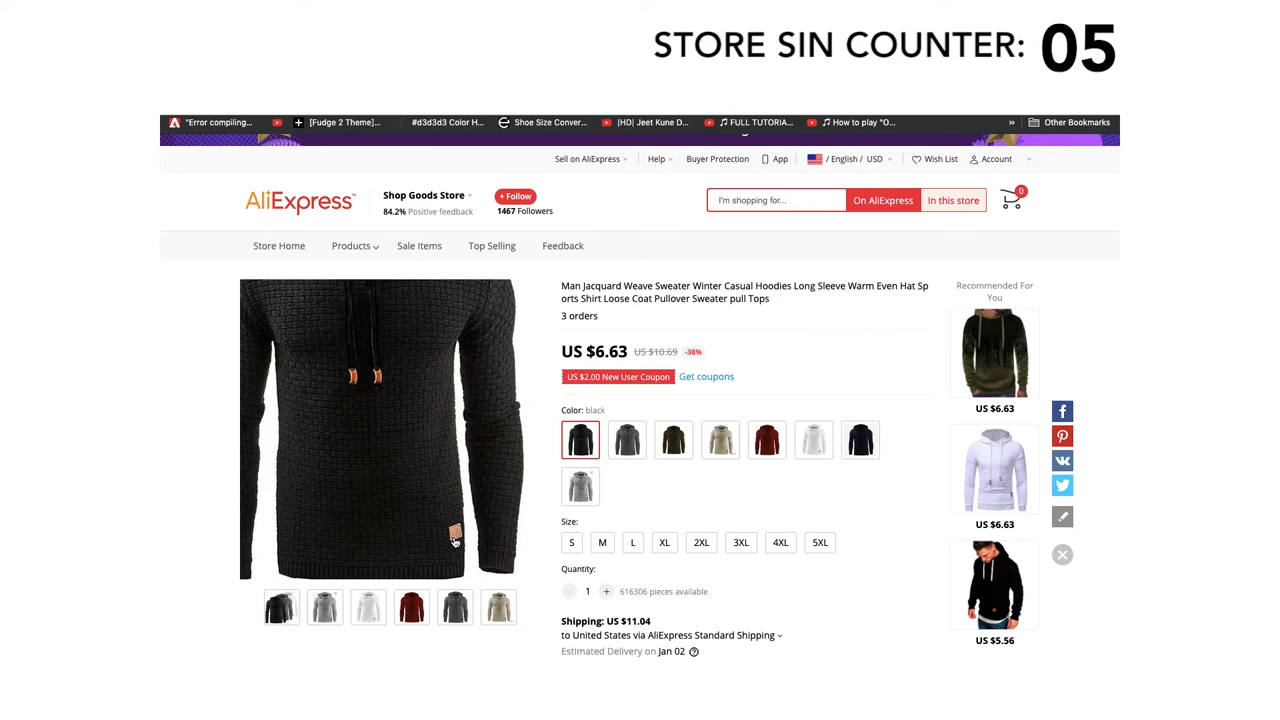 STORE SIN COUNTER: 05
"Error compiling...
[Fudge 2 Theme]...
#d3d3d3 Color H...
Shoe Size Conver...
|HD| Jeet Kune D...
🎵 FULL TUTORIA...
🎵 How to play "O...
»
Other Bookmarks
Sell on AliExpress
Help
Buyer Protection
App
/ English / USD
Wish List
Account
AliExpress™
Shop Goods Store
+ Follow
84.2% Positive feedback
1467 Followers
I'm shopping for...
On AliExpress
In this store
0
Store Home
Products
Sale Items
Top Selling
Feedback
Man Jacquard Weave Sweater Winter Casual Hoodies Long Sleeve Warm Even Hat Sp
orts Shirt Loose Coat Pullover Sweater pull Tops
3 orders
US $6.63 US $10.69 -38%
US $2.00 New User Coupon Get coupons
Color: black
Size:
S M L XL 2XL 3XL 4XL 5XL
Quantity:
− 1 + 616306 pieces available
Shipping: US $11.04
to United States via AliExpress Standard Shipping
Estimated Delivery on Jan 02 ?
Recommended For
You
US $6.63
US $6.63
US $5.56